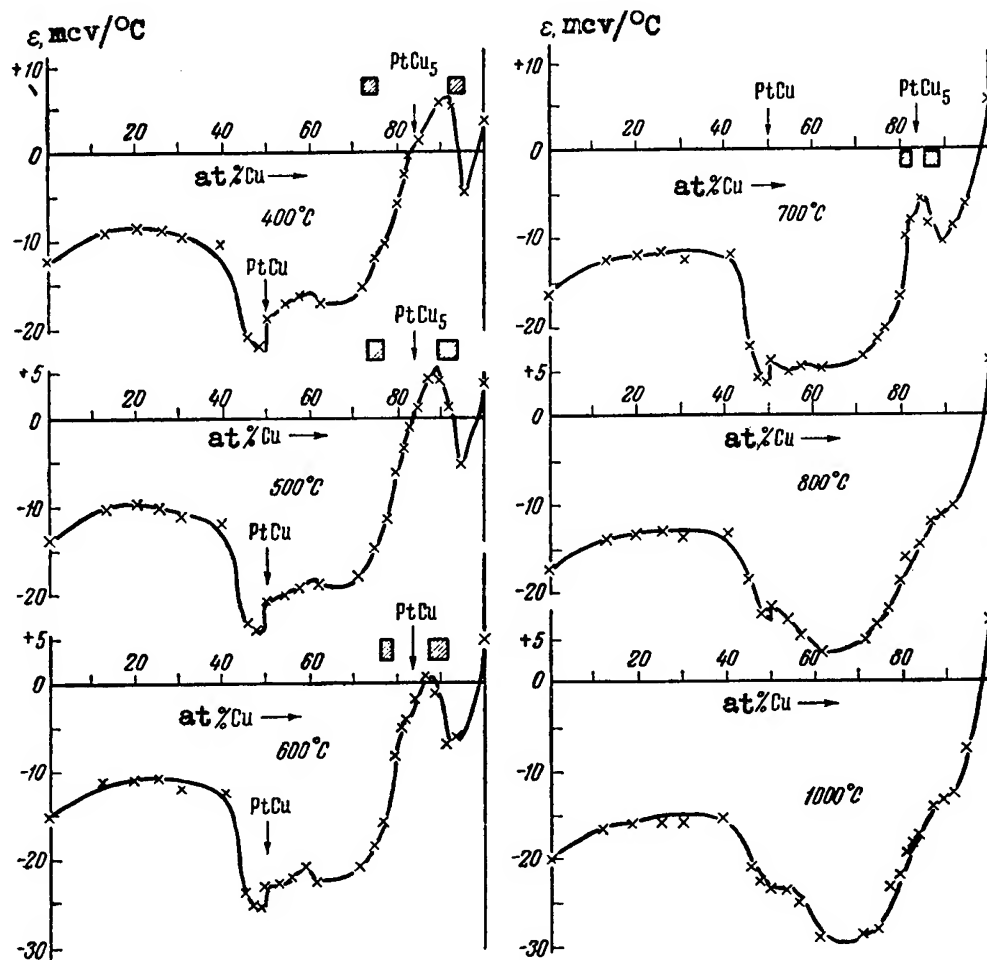 ε, mcv/°C
+10
PtCu₅
20 40 60 80
0
at.%Cu →
400°C
-10
PtCu
-20
PtCu₅
+5
20 40 60 80
0
at.%Cu →
500°C
-10
PtCu
-20
PtCu
+5
20 40 60 80
0
at.%Cu →
600°C
-10
PtCu
-20
-30
ε, mcv/°C
+10
PtCu
PtCu₅
20 40 60 80
0
at.%Cu →
700°C
-10
-20
+5
20 40 60 80
0
at.%Cu →
800°C
-10
-20
+5
20 40 60 80
0
at.%Cu →
1000°C
-10
-20
-30